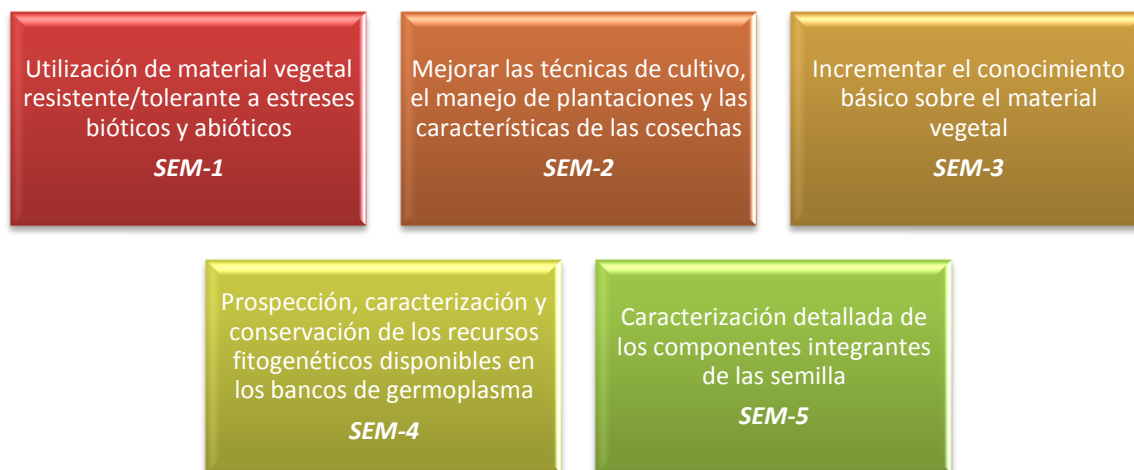 Utilización de material vegetal
resistente/tolerante a estreses
bióticos y abióticos
SEM-1
Mejorar las técnicas de cultivo,
el manejo de plantaciones y las
características de las cosechas
SEM-2
Incrementar el conocimiento
básico sobre el material
vegetal
SEM-3
Prospección, caracterización y
conservación de los recursos
fitogenéticos disponibles en
los bancos de germoplasma
SEM-4
Caracterización detallada de
los componentes integrantes
de las semilla
SEM-5